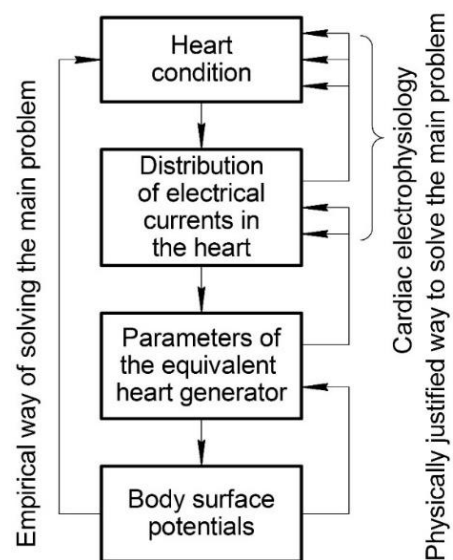 Heart
condition
Distribution
of electrical
currents in
the heart
Parameters of
the equivalent
heart generator
Body surface
potentials
Empirical way of solving the main problem
Cardiac electrophysiology
Physically justified way to solve the main problem